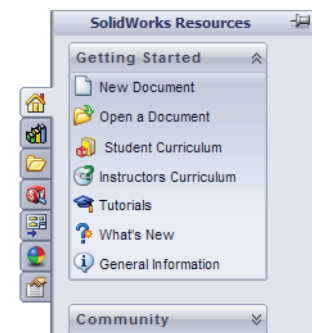 SolidWorks Resources
Getting Started
New Document
Open a Document
Student Curriculum
Instructors Curriculum
Tutorials
What's New
General Information
Community